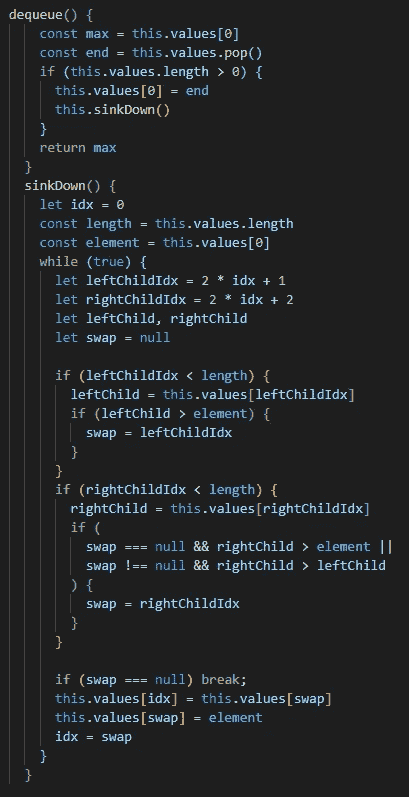 dequeue() {
    const max = this.values[0]
    const end = this.values.pop()
    if (this.values.length > 0) {
      this.values[0] = end
      this.sinkDown()
    }
    return max
  }
  sinkDown() {
    let idx = 0
    const length = this.values.length
    const element = this.values[0]
    while (true) {
      let leftChildIdx = 2 * idx + 1
      let rightChildIdx = 2 * idx + 2
      let leftChild, rightChild
      let swap = null

      if (leftChildIdx < length) {
        leftChild = this.values[leftChildIdx]
        if (leftChild > element) {
          swap = leftChildIdx
        }
      }
      if (rightChildIdx < length) {
        rightChild = this.values[rightChildIdx]
        if (
          swap === null && rightChild > element ||
          swap !== null && rightChild > leftChild
        ) {
          swap = rightChildIdx
        }
      }

      if (swap === null) break;
      this.values[idx] = this.values[swap]
      this.values[swap] = element
      idx = swap
    }
  }